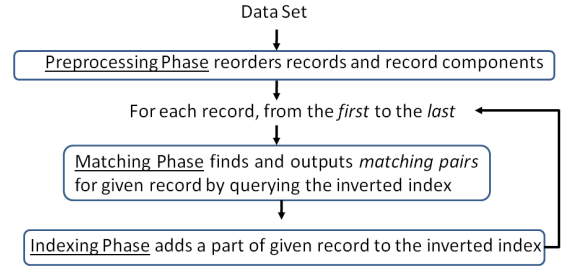 Data Set
Preprocessing Phase reorders records and record components
For each record, from the first to the last
Matching Phase finds and outputs matching pairs
for given record by querying the inverted index
Indexing Phase adds a part of given record to the inverted index